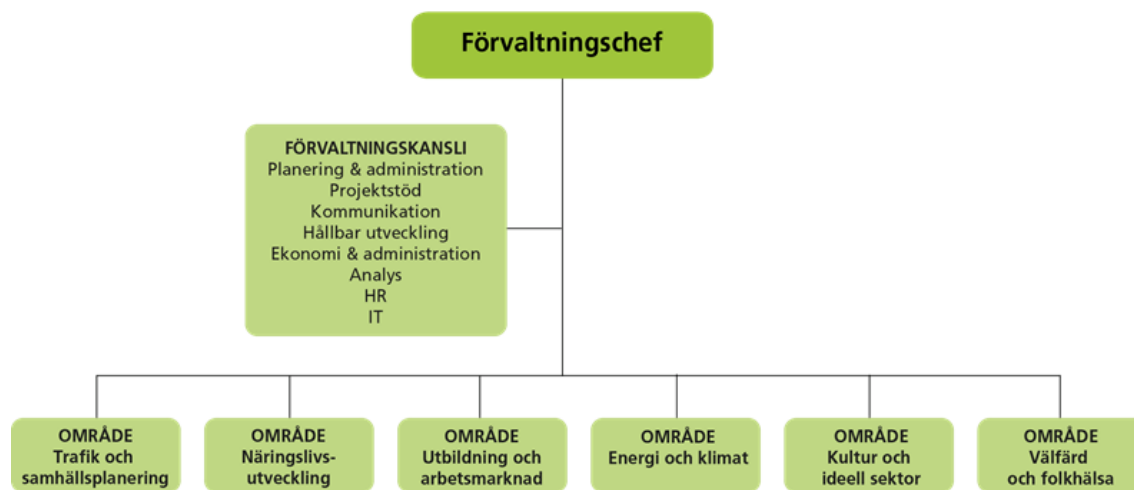 Förvaltningschef
FÖRVALTNINGSKANSLI
Planering & administration
Projektstöd
Kommunikation
Hållbar utveckling
Ekonomi & administration
Analys
HR
IT
OMRÅDE
Trafik och
samhällsplanering
OMRÅDE
Näringslivs-
utveckling
OMRÅDE
Utbildning och
arbetsmarknad
OMRÅDE
Energi och klimat
OMRÅDE
Kultur och
ideell sektor
OMRÅDE
Välfärd
och folkhälsa